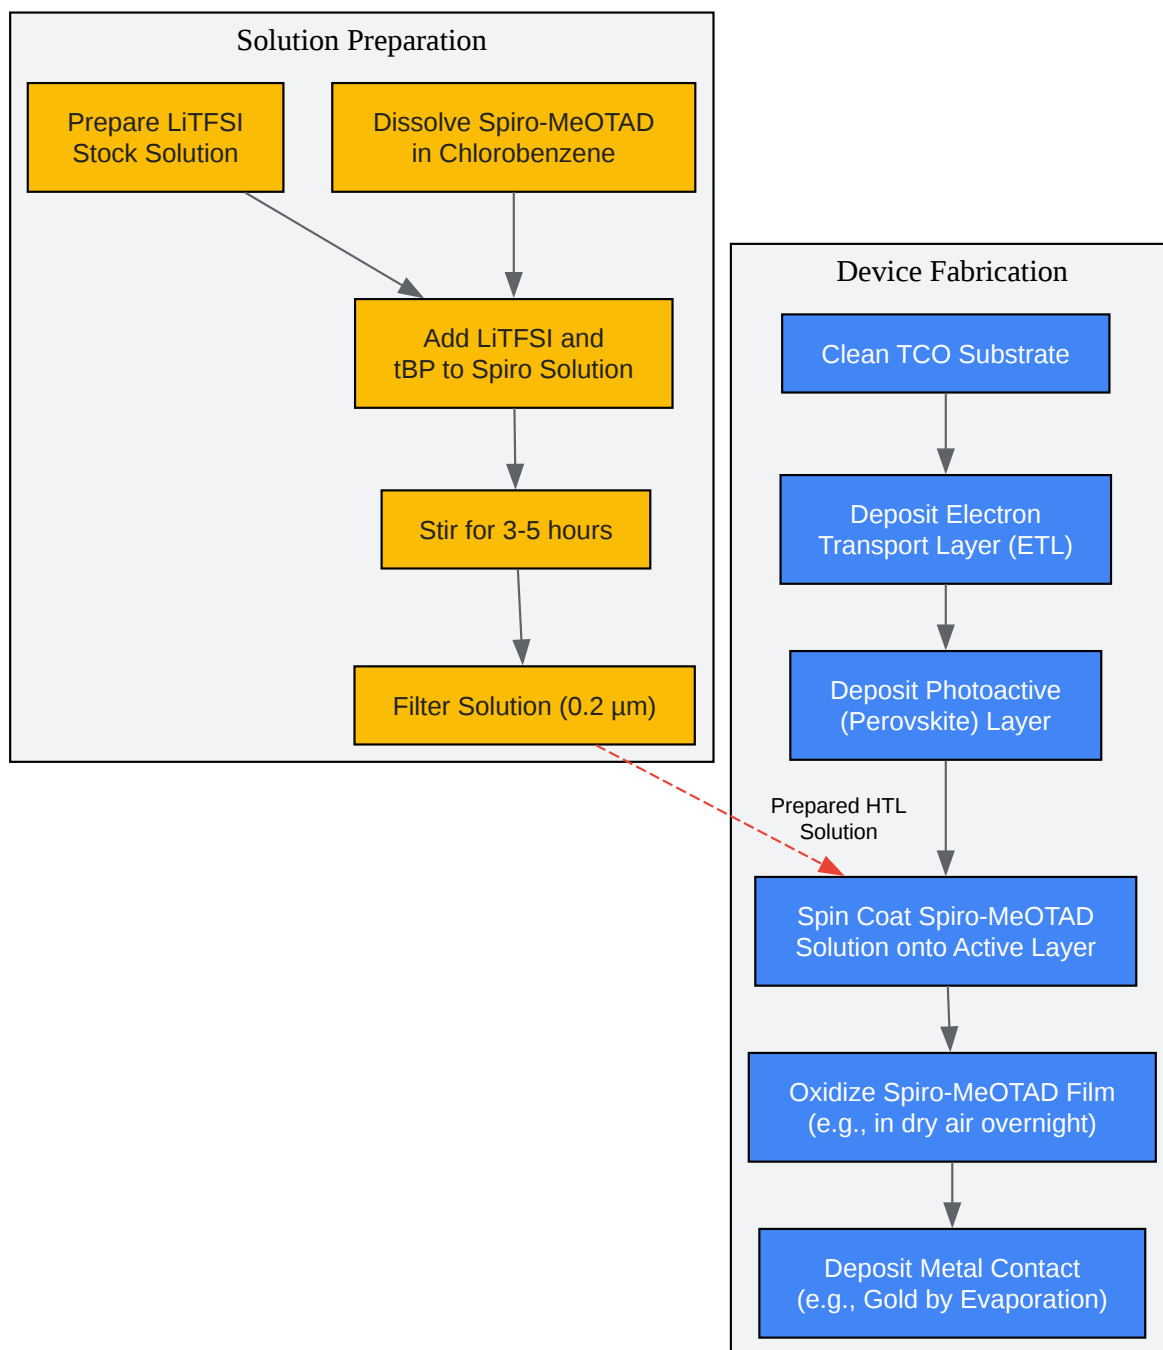 Solution Preparation
Prepare LiTFSI
Stock Solution
Dissolve Spiro-MeOTAD
in Chlorobenzene
Add LiTFSI and
tBP to Spiro Solution
Stir for 3-5 hours
Filter Solution (0.2 µm)
Prepared HTL
Solution
Device Fabrication
Clean TCO Substrate
Deposit Electron
Transport Layer (ETL)
Deposit Photoactive
(Perovskite) Layer
Spin Coat Spiro-MeOTAD
Solution onto Active Layer
Oxidize Spiro-MeOTAD Film
(e.g., in dry air overnight)
Deposit Metal Contact
(e.g., Gold by Evaporation)